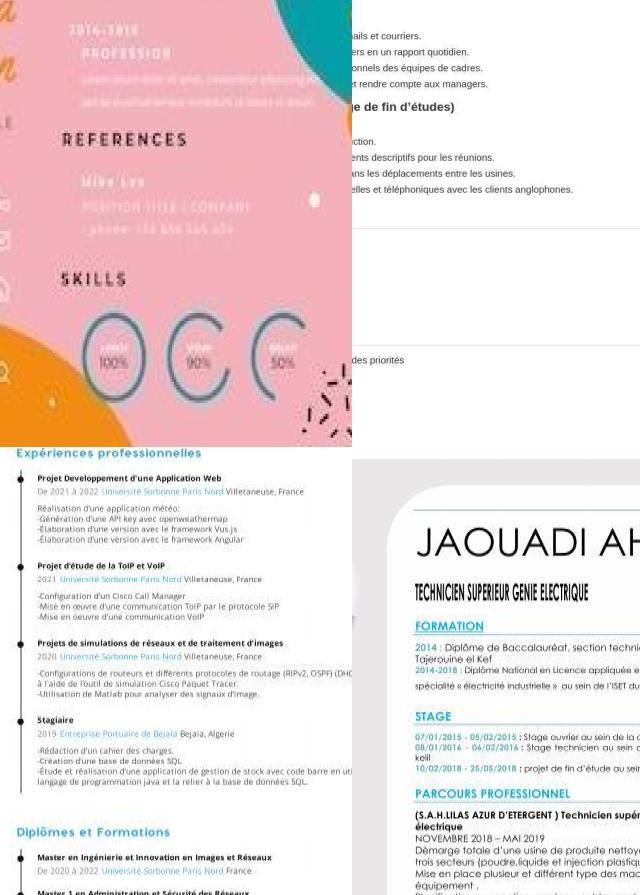 2014-2018
PROFESSION
REFERENCES
Mike Lee
POSITION TITLE / COMPANY
phone:
SKILLS
100%
90%
50%
ails et courriers.
ers en un rapport quotidien.
onnels des équipes de cadres.
et rendre compte aux managers.
e de fin d'études)
ction.
ents descriptifs pour les réunions.
ans les déplacements entre les usines.
elles et téléphoniques avec les clients anglophones.
des priorités
Expériences professionnelles
Projet Developpement d'une Application Web
De 2021 à 2022 Université Sorbonne Paris Nord Villetaneuse, France
Réalisation d'une application météo:
-Génération d'une API key avec openweathermap
-Élaboration d'une version avec le framework Vus.js
-Élaboration d'une version avec le framework Angular
Projet d'étude de la ToIP et VoIP
2021 Université Sorbonne Paris Nord Villetaneuse, France
-Configuration d'un Cisco Call Manager
-Mise en œuvre d'une communication ToIP par le protocole SIP
-Mise en oeuvre d'une communication VoIP
Projets de simulations de réseaux et de traitement d'images
2020 Université Sorbonne Paris Nord Villetaneuse, France
-Configurations de routeurs et différents protocoles de routage (RIPv2, OSPF) (DHC
à l'aide de l'outil de simulation Cisco Paquet Tracer.
-Utilisation de Matlab pour analyser des signaux d'image.
Stagiaire
2019 Entreprise Portuaire de Bejaia Bejaia, Algerie
-Rédaction d'un cahier des charges.
-Création d'une base de données SQL
-Étude et réalisation d'une application de gestion de stock avec code barre en uti
langage de programmation java et la relier à la base de données SQL.
Diplômes et Formations
Master en Ingénierie et Innovation en Images et Réseaux
De 2020 à 2022 Université Sorbonne Paris Nord France
Master 1 en Administration et Sécurité des Réseaux
JAOUADI AH
TECHNICIEN SUPERIEUR GENIE ELECTRIQUE
FORMATION
2014 : Diplôme de Baccalauréat, section techni
Tajerouine el Kef
2014-2018 : Diplôme National en Licence appliquée e
spécialité « électricité industrielle » au sein de l'ISET du
STAGE
07/01/2015 - 05/02/2015 : Stage ouvrier au sein de la c
08/01/2016 - 06/02/2016 : Stage technicien au sein d
kelil
10/02/2018 - 25/05/2018 : projet de fin d'étude au sein
PARCOURS PROFESSIONNEL
(S.A.H.LILAS AZUR D'ETERGENT ) Technicien supér
électrique
NOVEMBRE 2018 – MAI 2019
Démarge totale d'une usine de produite nettoye
trois secteurs (poudre,liquide et injection plastiqu
Mise en place plusieur et différent type des ma
équipement .